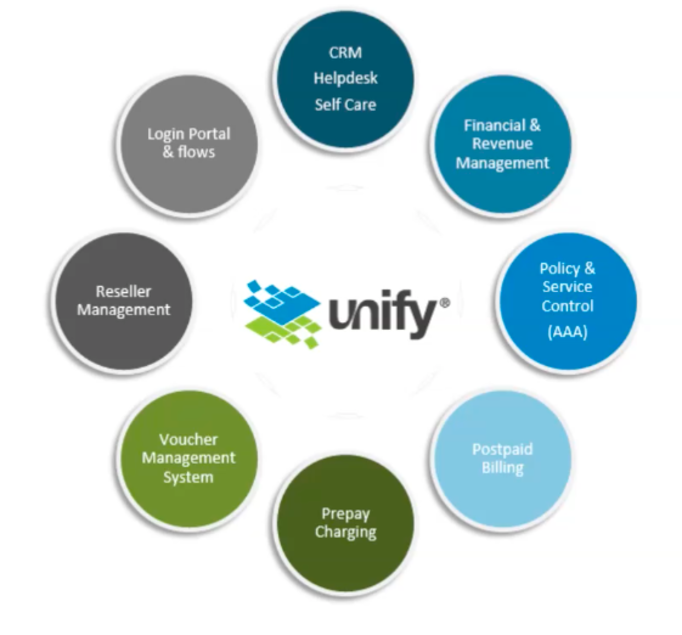 CRM
Helpdesk
Self Care
Financial &
Revenue
Management
Policy &
Service
Control
(AAA)
Postpaid
Billing
Prepay
Charging
Voucher
Management
System
Reseller
Management
Login Portal
& flows
unify®